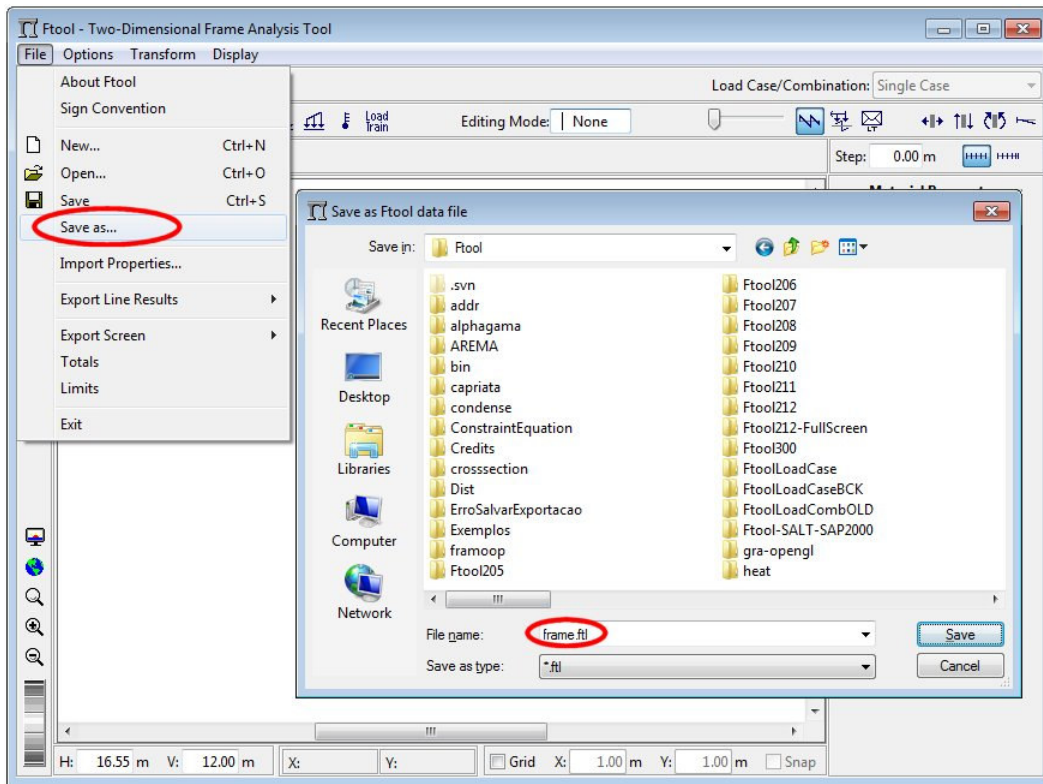 Ftool - Two-Dimensional Frame Analysis Tool
File Options Transform Display
About Ftool
Sign Convention
New... Ctrl+N
Open... Ctrl+O
Save Ctrl+S
Save as...
Import Properties...
Export Line Results
Export Screen
Totals
Limits
Exit
Load Case/Combination: Single Case
Load Train
Editing Mode: None
Step: 0.00 m
Save as Ftool data file
Save in: Ftool
Recent Places
Desktop
Libraries
Computer
Network
.svn
addr
alphagama
AREMA
bin
capriata
condense
ConstraintEquation
Credits
crosssection
Dist
ErroSalvarExportacao
Exemplos
framoop
Ftool205
Ftool206
Ftool207
Ftool208
Ftool209
Ftool210
Ftool211
Ftool212
Ftool212-FullScreen
Ftool300
FtoolLoadCase
FtoolLoadCaseBCK
FtoolLoadCombOLD
Ftool-SALT-SAP2000
gra-opengl
heat
File name: frame.ftl
Save
Save as type: *.ftl
Cancel
H: 16.55 m V: 12.00 m X: Y: Grid X: 1.00 m Y: 1.00 m Snap